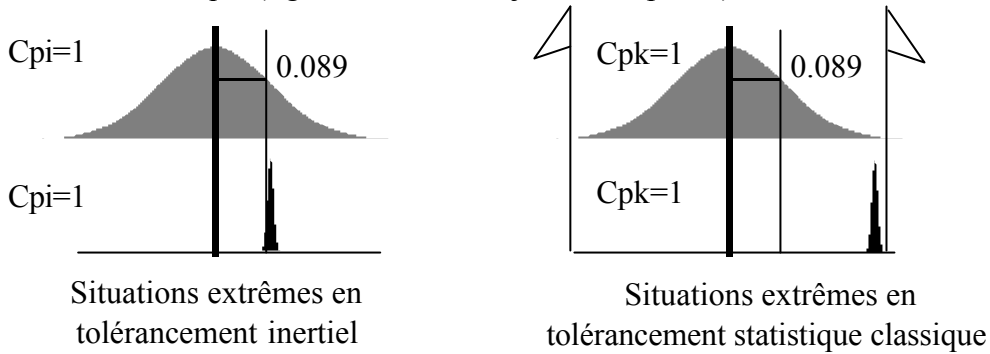 Cpi=1
0.089
Cpi=1
Situations extrêmes en
tolérancement inertiel
Cpk=1
0.089
Cpk=1
Situations extrêmes en
tolérancement statistique classique